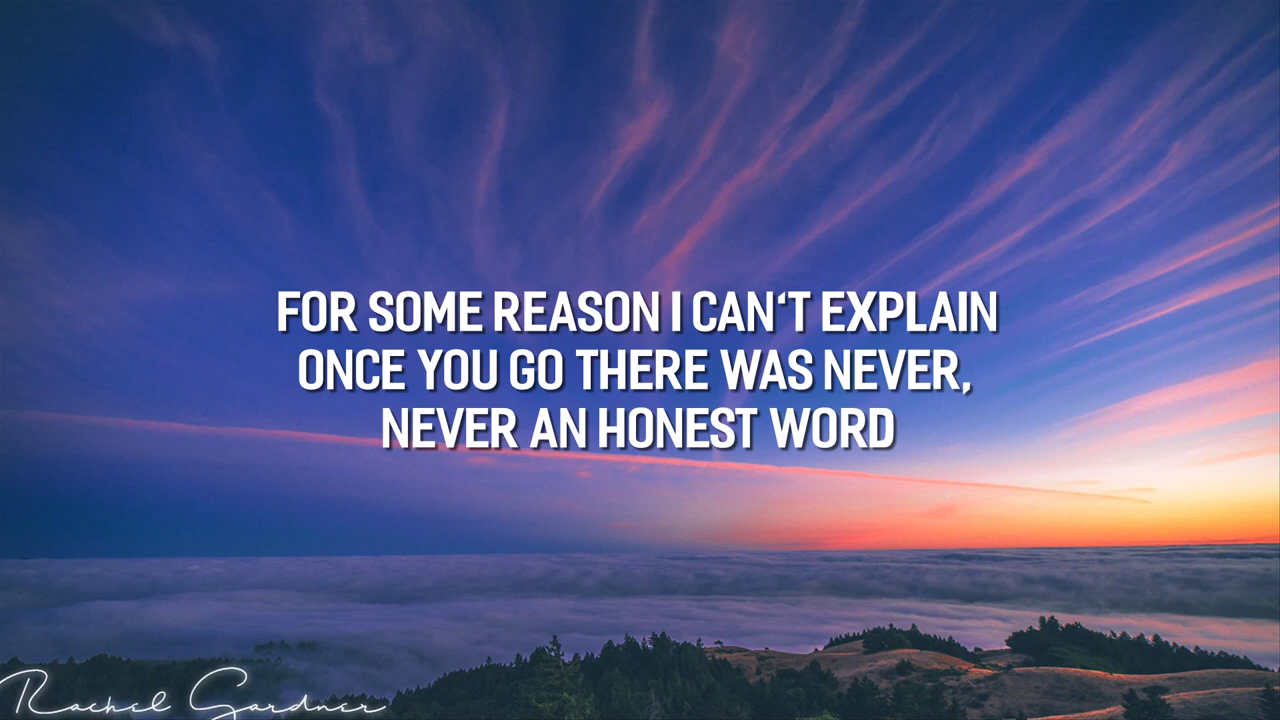 FOR SOME REASON I CAN‘T EXPLAIN
ONCE YOU GO THERE WAS NEVER,
NEVER AN HONEST WORD
Rachel Gardner